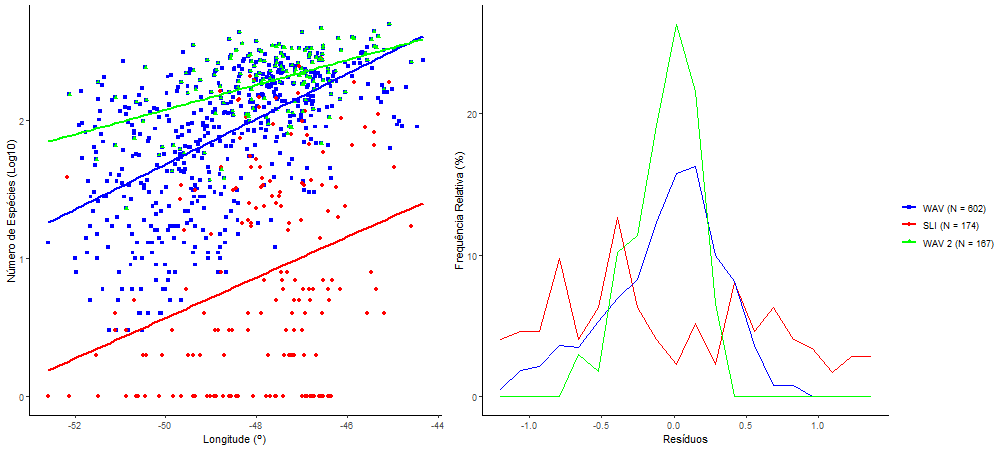 Número de Espécies (Log10)
2
1
0
-52
-50
-48
-46
-44
Longitude (º)
Frequência Relativa (%)
20
10
0
-1.0
-0.5
0.0
0.5
1.0
Resíduos
WAV (N = 602)
SLI (N = 174)
WAV 2 (N = 167)